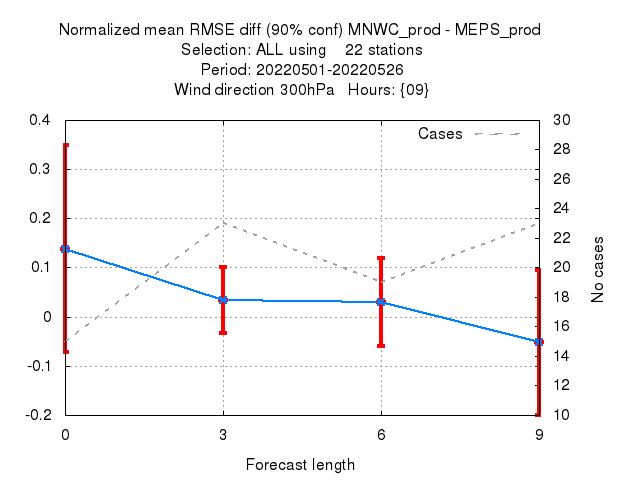 Normalized mean RMSE diff (90% conf) MNWC_prod - MEPS_prod
Selection: ALL using 22 stations
Period: 20220501-20220526
Wind direction 300hPa Hours: {09}
Cases
0.4
0.3
0.2
0.1
0
-0.1
-0.2
30
28
26
24
22
20
18
16
14
12
10
No cases
0 3 6 9
Forecast length